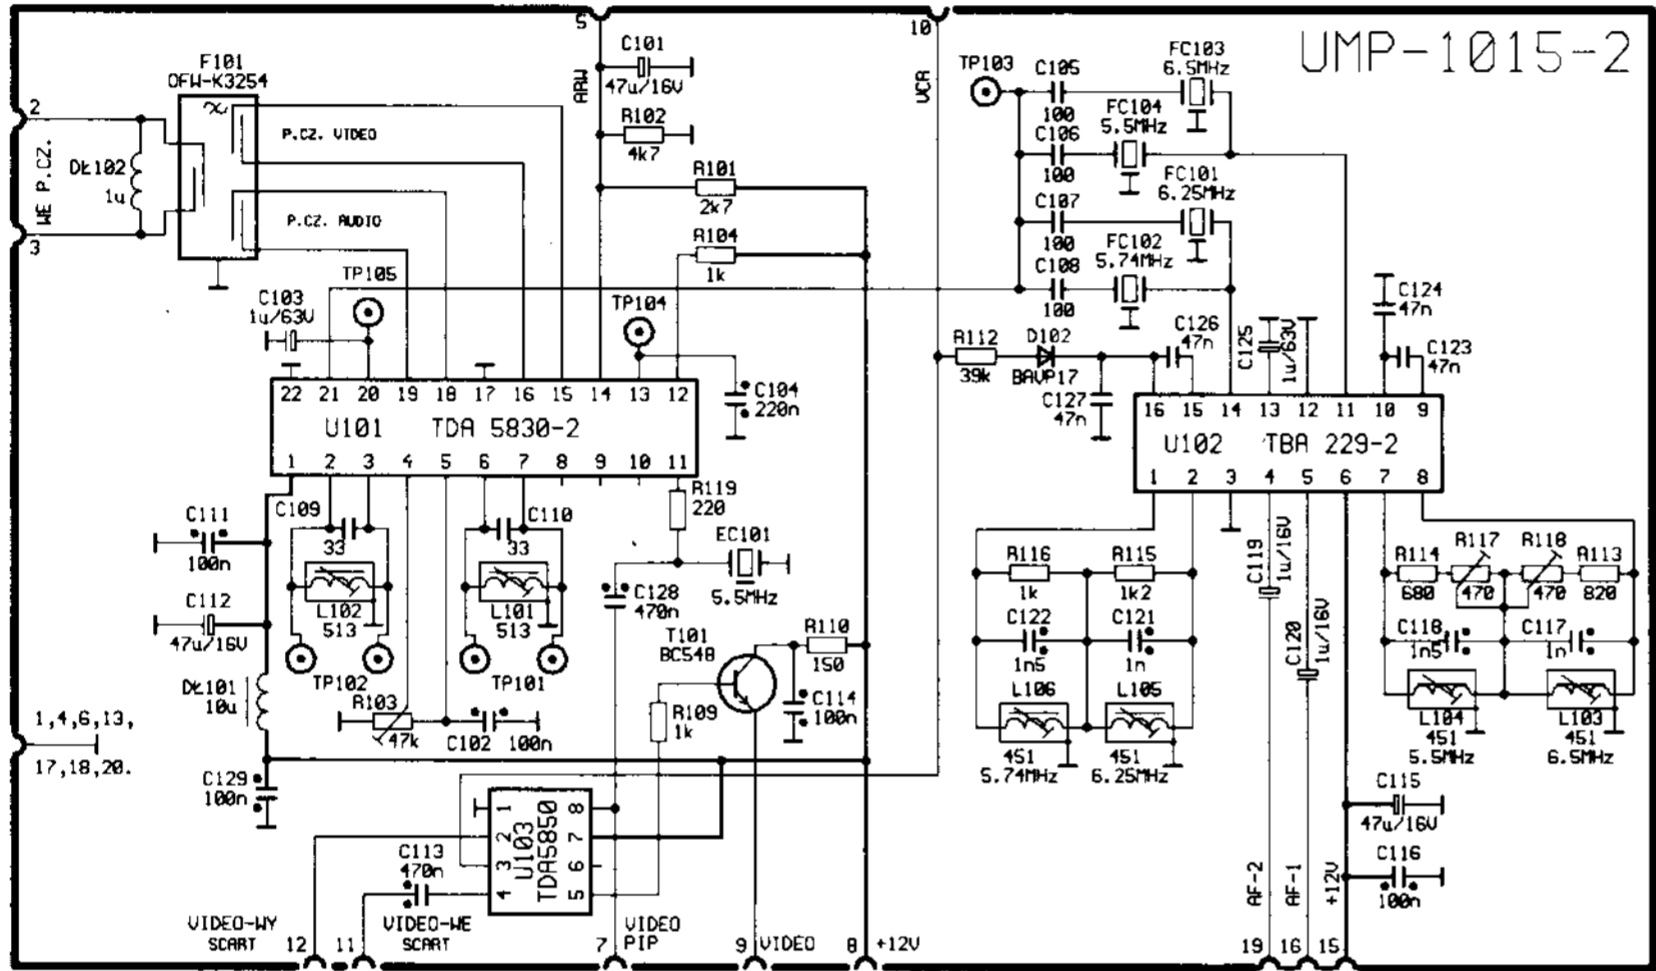 5
10
UMP-1015-2
F101
OFW-K3254
ARW
C101
47u/16V
VCR
TP103
C105
100
FC103
6.5MHz
2
WE P.CZ.
3
DŁ102
1u
P.CZ. VIDEO
P.CZ. AUDIO
R102
4k7
R101
2k7
R104
1k
C106
100
FC104
5.5MHz
C107
100
FC101
6.25MHz
C108
100
FC102
5.74MHz
C103
1u/63V
TP105
TP104
C104
220n
R112
39k
D102
BAVP17
C127
47n
C126
47n
C125
1u/63V
C124
47n
C123
47n
22 21 20 19 18 17 16 15 14 13 12
U101 TDA 5830-2
1 2 3 4 5 6 7 8 9 10 11
16 15 14 13 12 11 10 9
U102 TBA 229-2
1 2 3 4 5 6 7 8
C111
100n
C112
47u/16V
C109
33
L102
513
TP102
C110
33
L101
513
TP101
R119
220
EC101
5.5MHz
C128
470n
T101
BC548
R110
150
C114
100n
R109
1k
DŁ101
10u
R103
47k
C102
100n
1,4,6,13,
17,18,20.
C129
100n
R116
1k
R115
1k2
C122
1n5
C121
1n
L106
451
5.74MHz
L105
451
6.25MHz
C119
1u/16V
C120
1u/16V
R114
680
R117
470
R118
470
R113
820
C118
1n5
C117
1n
L104
451
5.5MHz
L103
451
6.5MHz
1 2 3 4
U103
TDA5850
8 7 6 5
C113
470n
C115
47u/16V
C116
100n
VIDEO-WY
SCART
12
11
VIDEO-WE
SCART
7
VIDEO
PIP
9
VIDEO
8
+12V
AF-2
AF-1
+12V
19
16
15